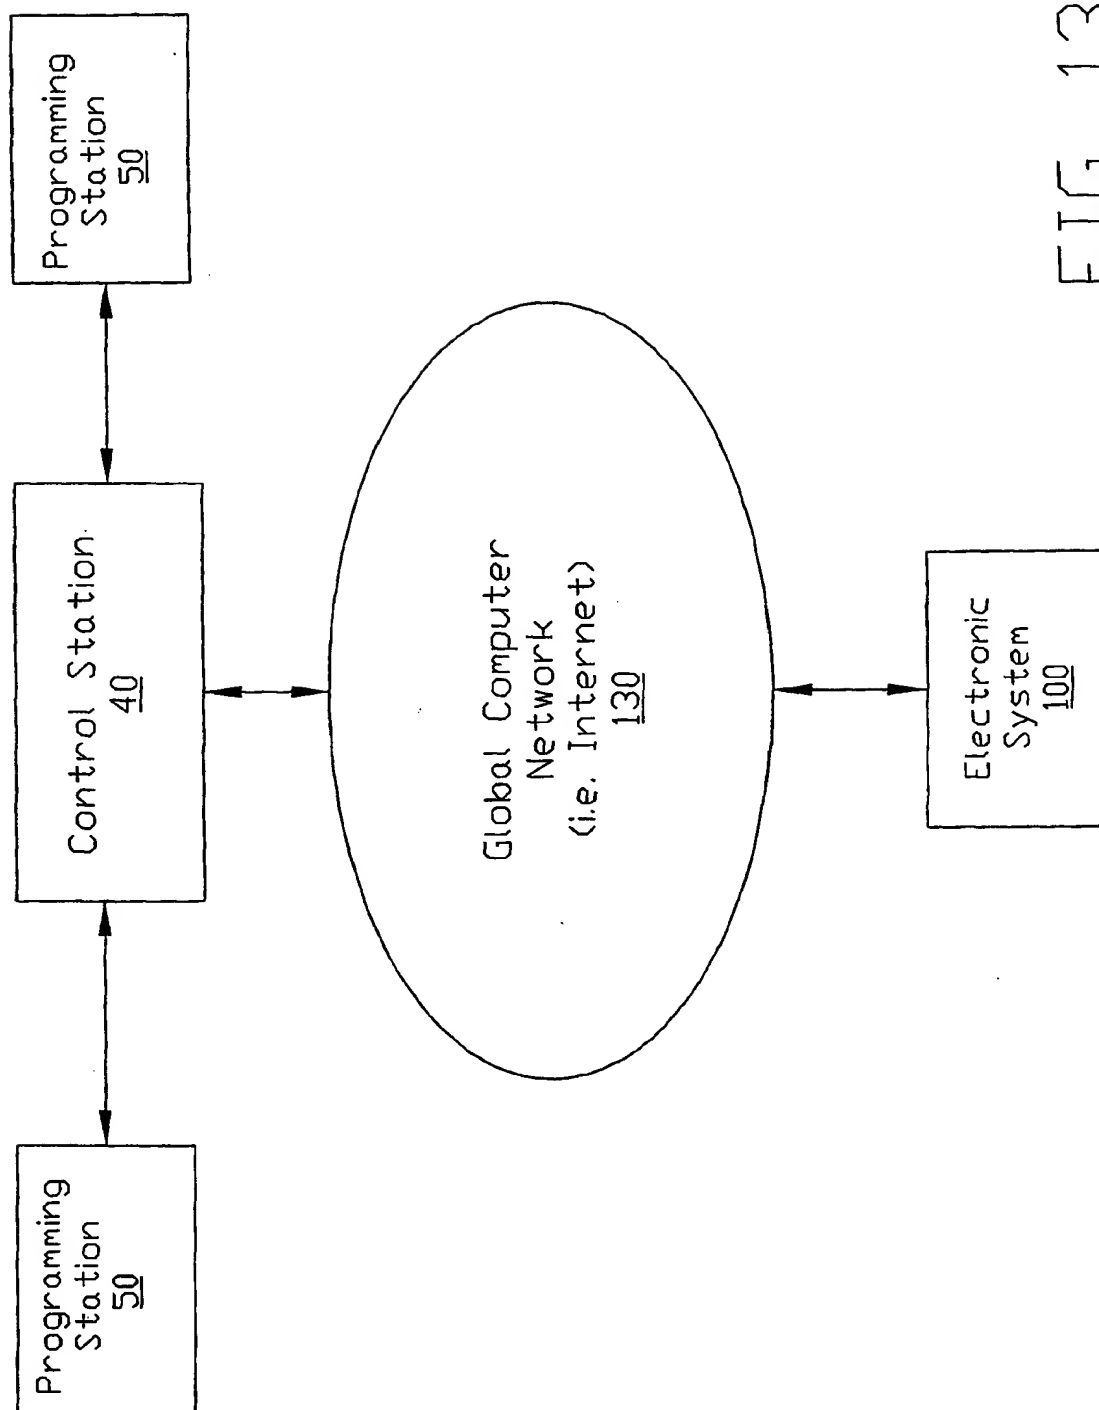 Programming
Station
50
Control Station
40
Programming
Station
50
Global Computer
Network
(i.e. Internet)
130
Electronic
System
100
FIG 13